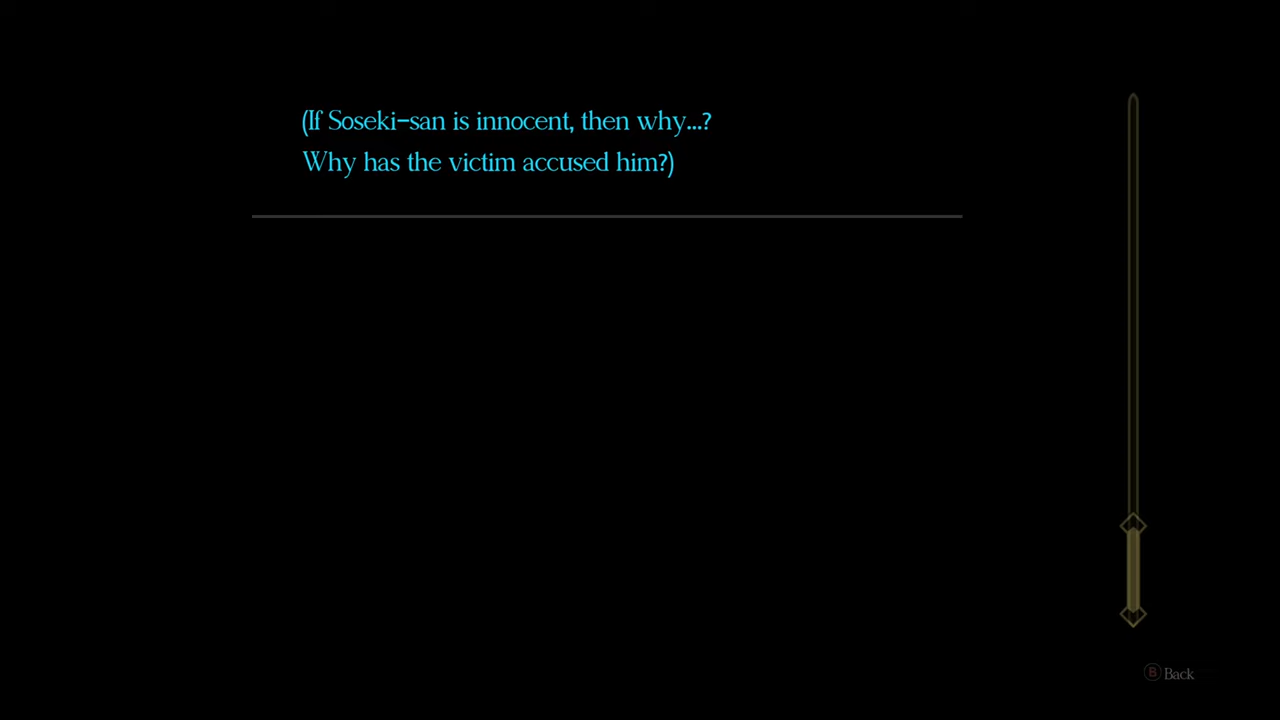 (If Soseki-san is innocent, then why...?
Why has the victim accused him?)
B Back